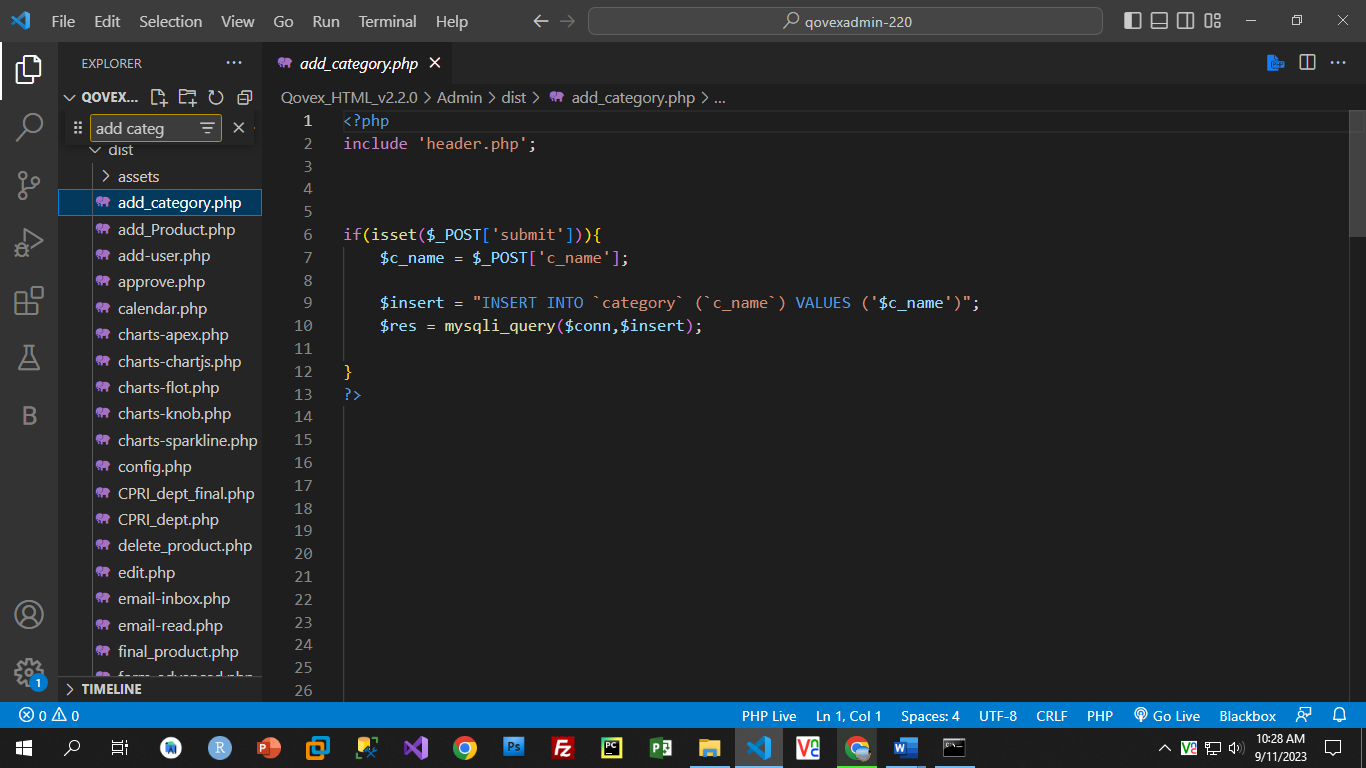 File Edit Selection View Go Run Terminal Help
qovexadmin-220
EXPLORER
QOVEX...
add categ
dist
assets
add_category.php
add_Product.php
add-user.php
approve.php
calendar.php
charts-apex.php
charts-chartjs.php
charts-flot.php
charts-knob.php
charts-sparkline.php
config.php
CPRI_dept_final.php
CPRI_dept.php
delete_product.php
edit.php
email-inbox.php
email-read.php
final_product.php
form-advanced.php
TIMELINE
B
1
add_category.php
Qovex_HTML_v2.2.0 > Admin > dist > add_category.php > ...
1 <?php
2 include 'header.php';
3
4
5
6 if(isset($_POST['submit'])){
7 $c_name = $_POST['c_name'];
8
9 $insert = "INSERT INTO `category` (`c_name`) VALUES ('$c_name')";
10 $res = mysqli_query($conn,$insert);
11
12 }
13 ?>
14
15
16
17
18
19
20
21
22
23
24
25
26
0 0 PHP Live Ln 1, Col 1 Spaces: 4 UTF-8 CRLF PHP Go Live Blackbox
R P Ps Fz PC P W
10:28 AM
9/11/2023